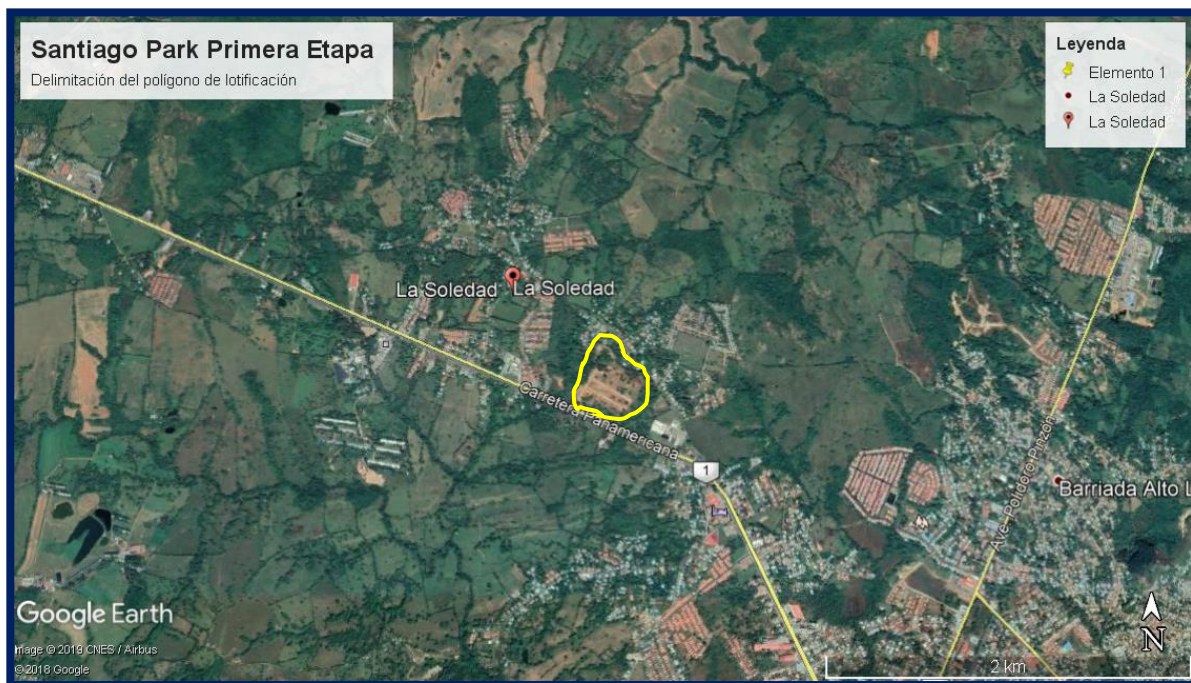 Santiago Park Primera Etapa
Delimitación del polígono de lotificación
Leyenda
Elemento 1
La Soledad
La Soledad
La Soledad
La Soledad
Carretera Panamericana
1
Ave. Polidoro Pinzón
Barriada Alto L
Google Earth
Image © 2019 CNES / Airbus
© 2018 Google
N
2 km